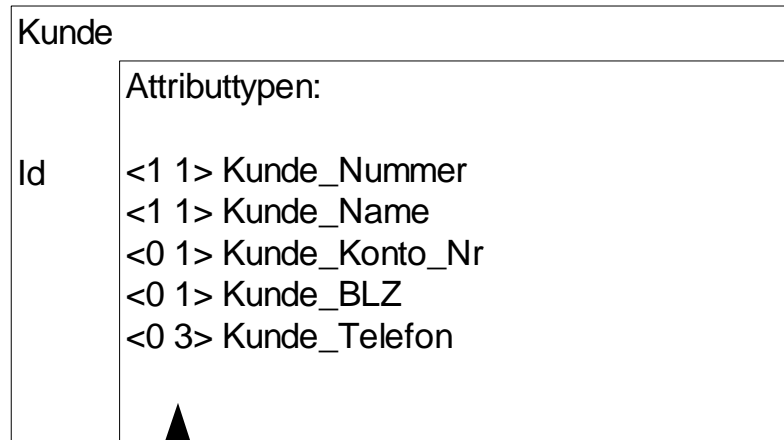 Kunde
Attributtypen:
Id <1 1> Kunde_Nummer
<1 1> Kunde_Name
<0 1> Kunde_Konto_Nr
<0 1> Kunde_BLZ
<0 3> Kunde_Telefon